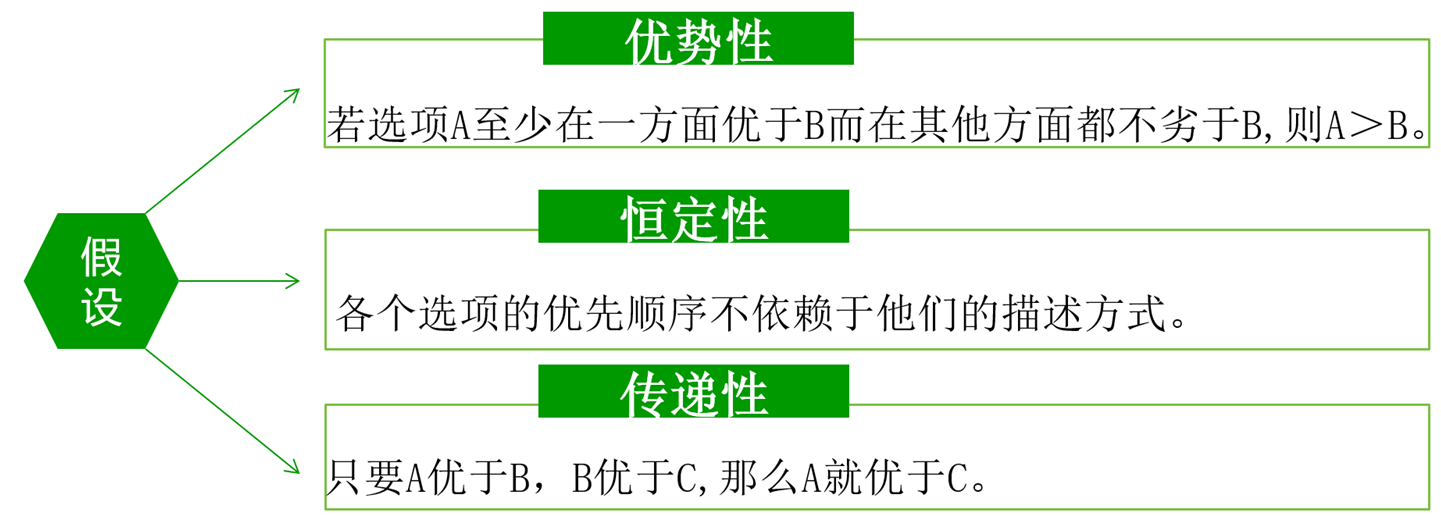 优势性
若选项A至少在一方面优于B而在其他方面都不劣于B,则A＞B。
恒定性
假
设
各个选项的优先顺序不依赖于他们的描述方式。
传递性
只要A优于B，B优于C,那么A就优于C。